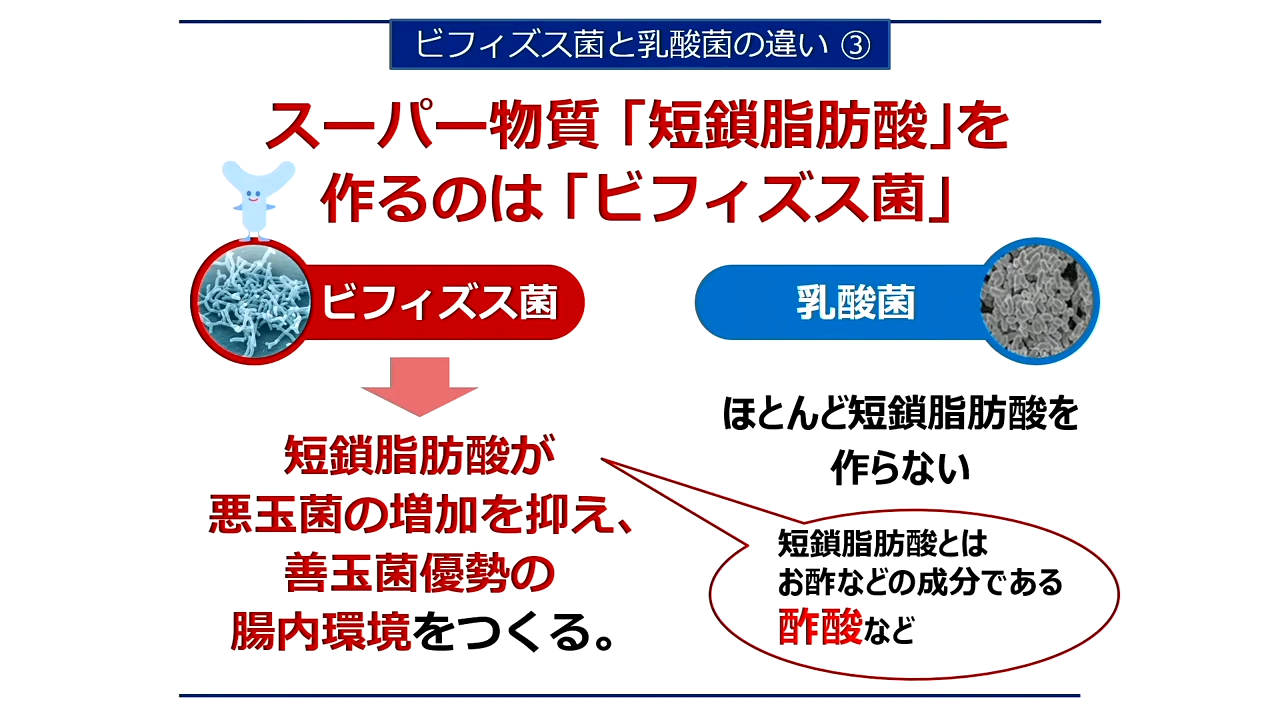 ビフィズス菌と乳酸菌の違い ③
スーパー物質「短鎖脂肪酸」を
作るのは「ビフィズス菌」
ビフィズス菌
乳酸菌
短鎖脂肪酸が
悪玉菌の増加を抑え、
善玉菌優勢の
腸内環境をつくる。
ほとんど短鎖脂肪酸を
作らない
短鎖脂肪酸とは
お酢などの成分である
酢酸など